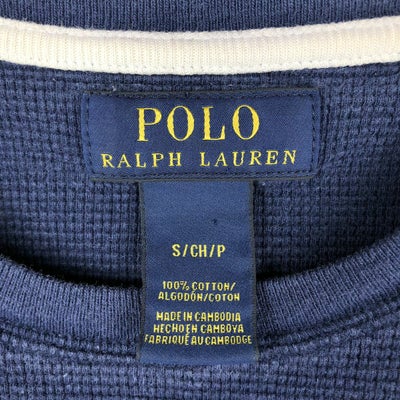 POLO
RALPH LAUREN
S/CH/P
100% COTTON/
ALGODÓN/COTON
MADE IN CAMBODIA
HECHO EN CAMBOYA
FABRIQUÉ AU CAMBODGE